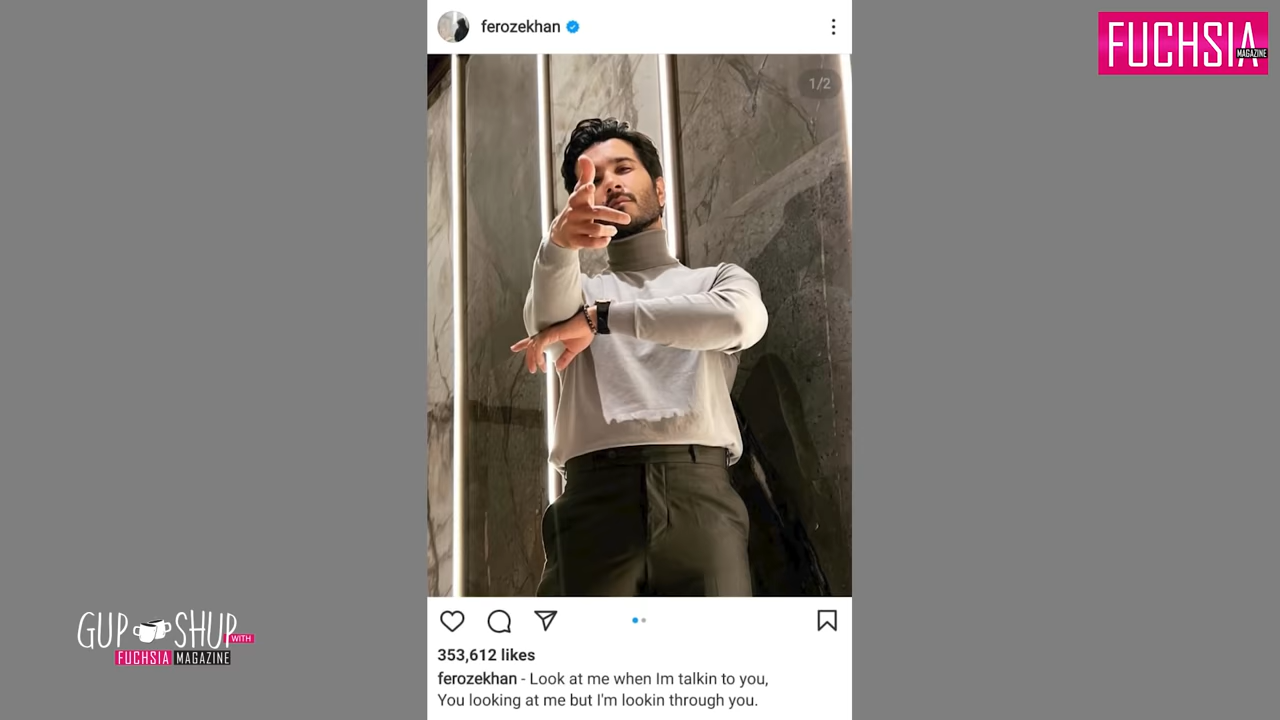 ferozekhan
FUCHSIA
MAGAZINE
1/2
GUP SHUP
WITH
FUCHSIA MAGAZINE
353,612 likes
ferozekhan - Look at me when Im talkin to you,
You looking at me but I'm lookin through you.